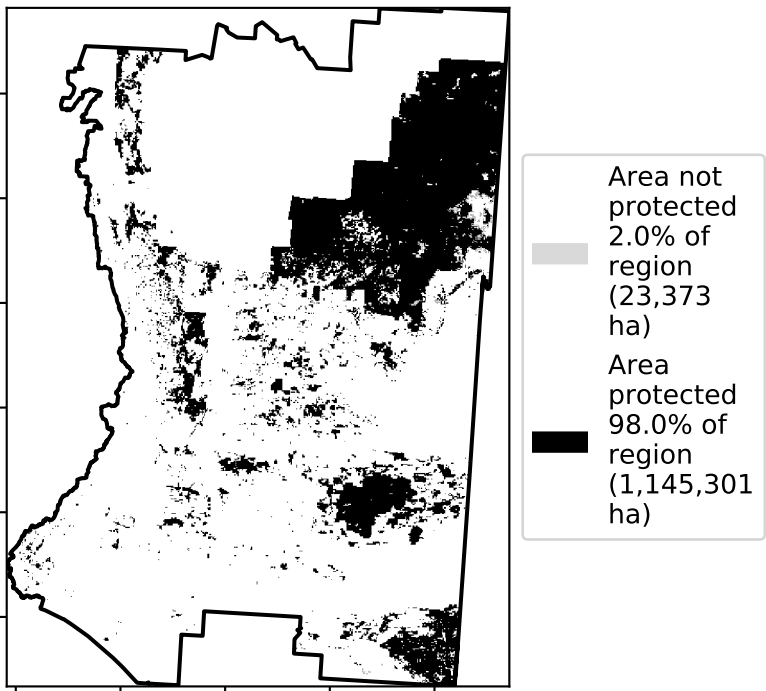 Area not
protected
2.0% of
region
(23,373
ha)
Area
protected
98.0% of
region
(1,145,301
ha)